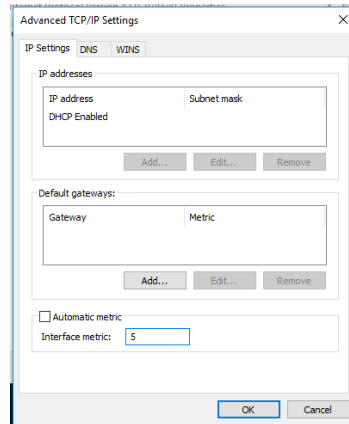 Advanced TCP/IP Settings
IP Settings DNS WINS
IP addresses
IP address Subnet mask
DHCP Enabled
Add... Edit... Remove
Default gateways:
Gateway Metric
Add... Edit... Remove
Automatic metric
Interface metric: 5
OK Cancel